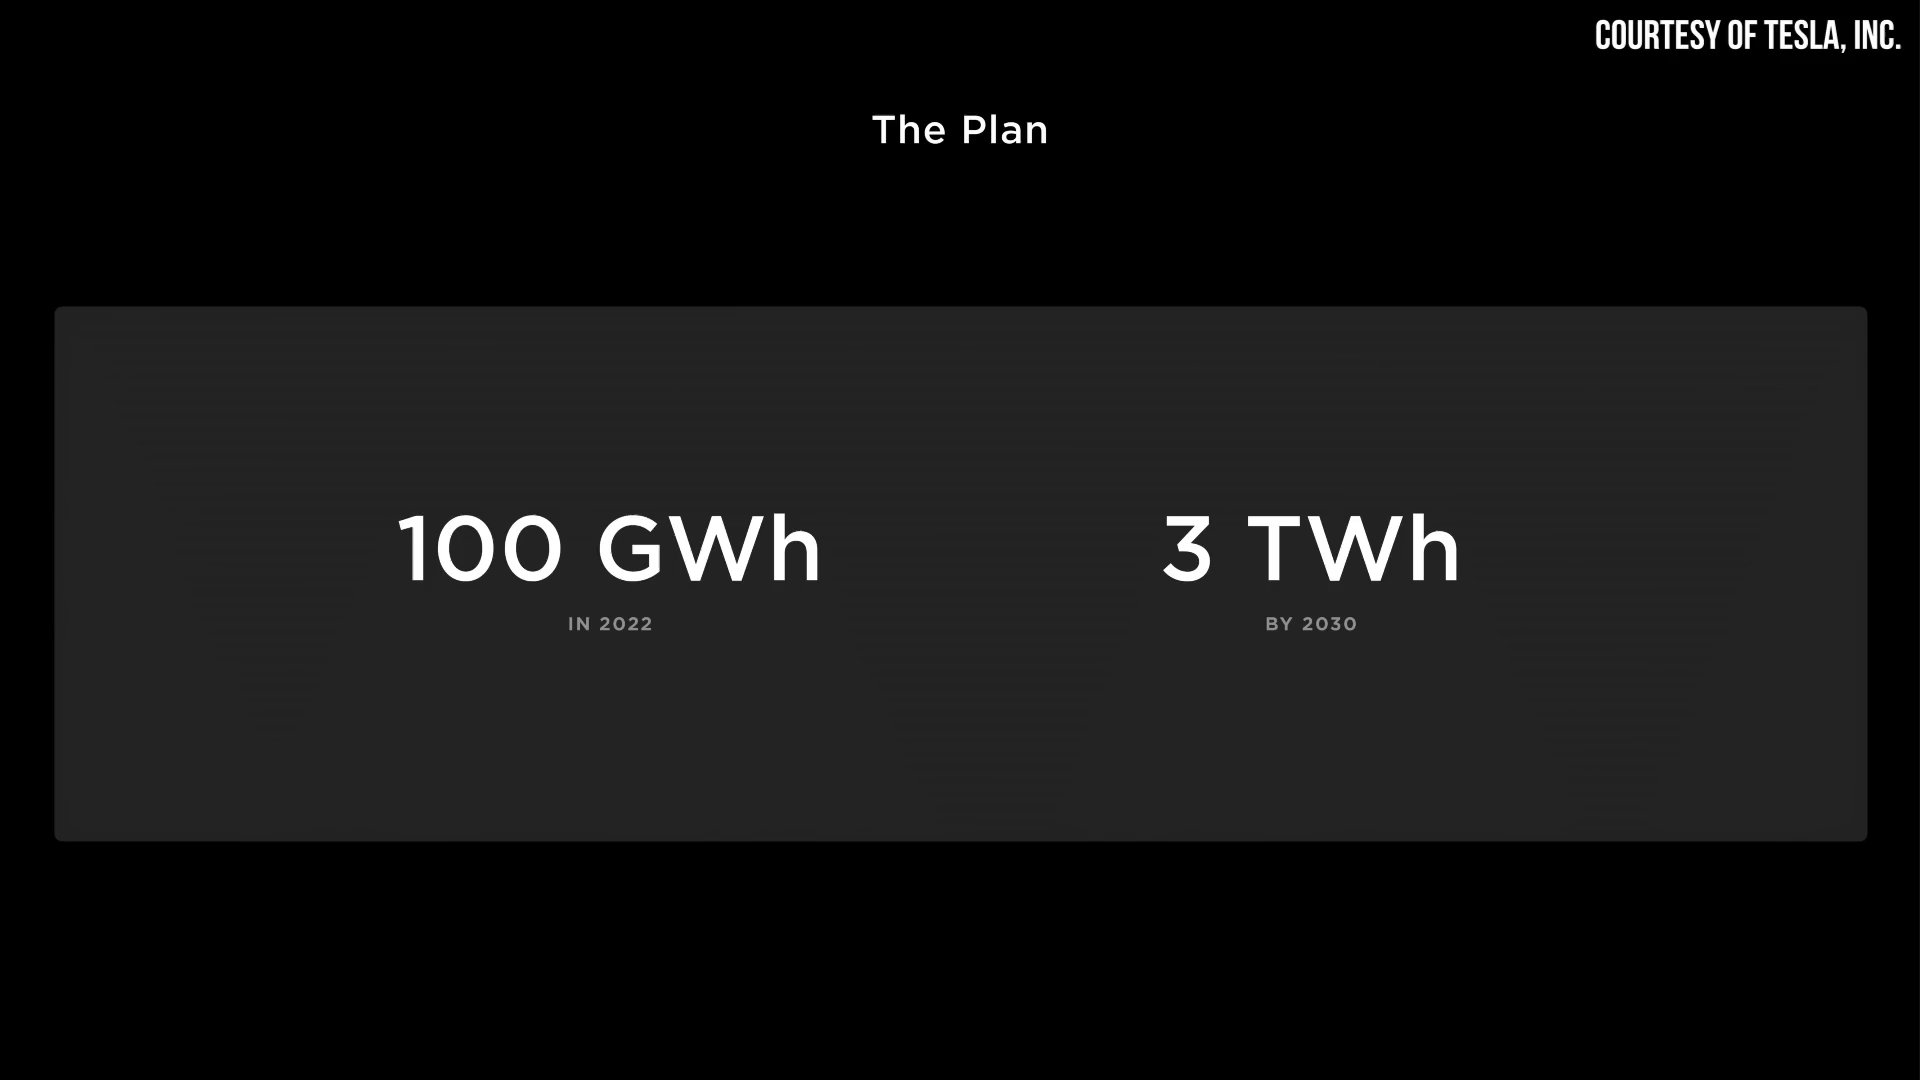 COURTESY OF TESLA, INC.
The Plan
100 GWh
IN 2022
3 TWh
BY 2030